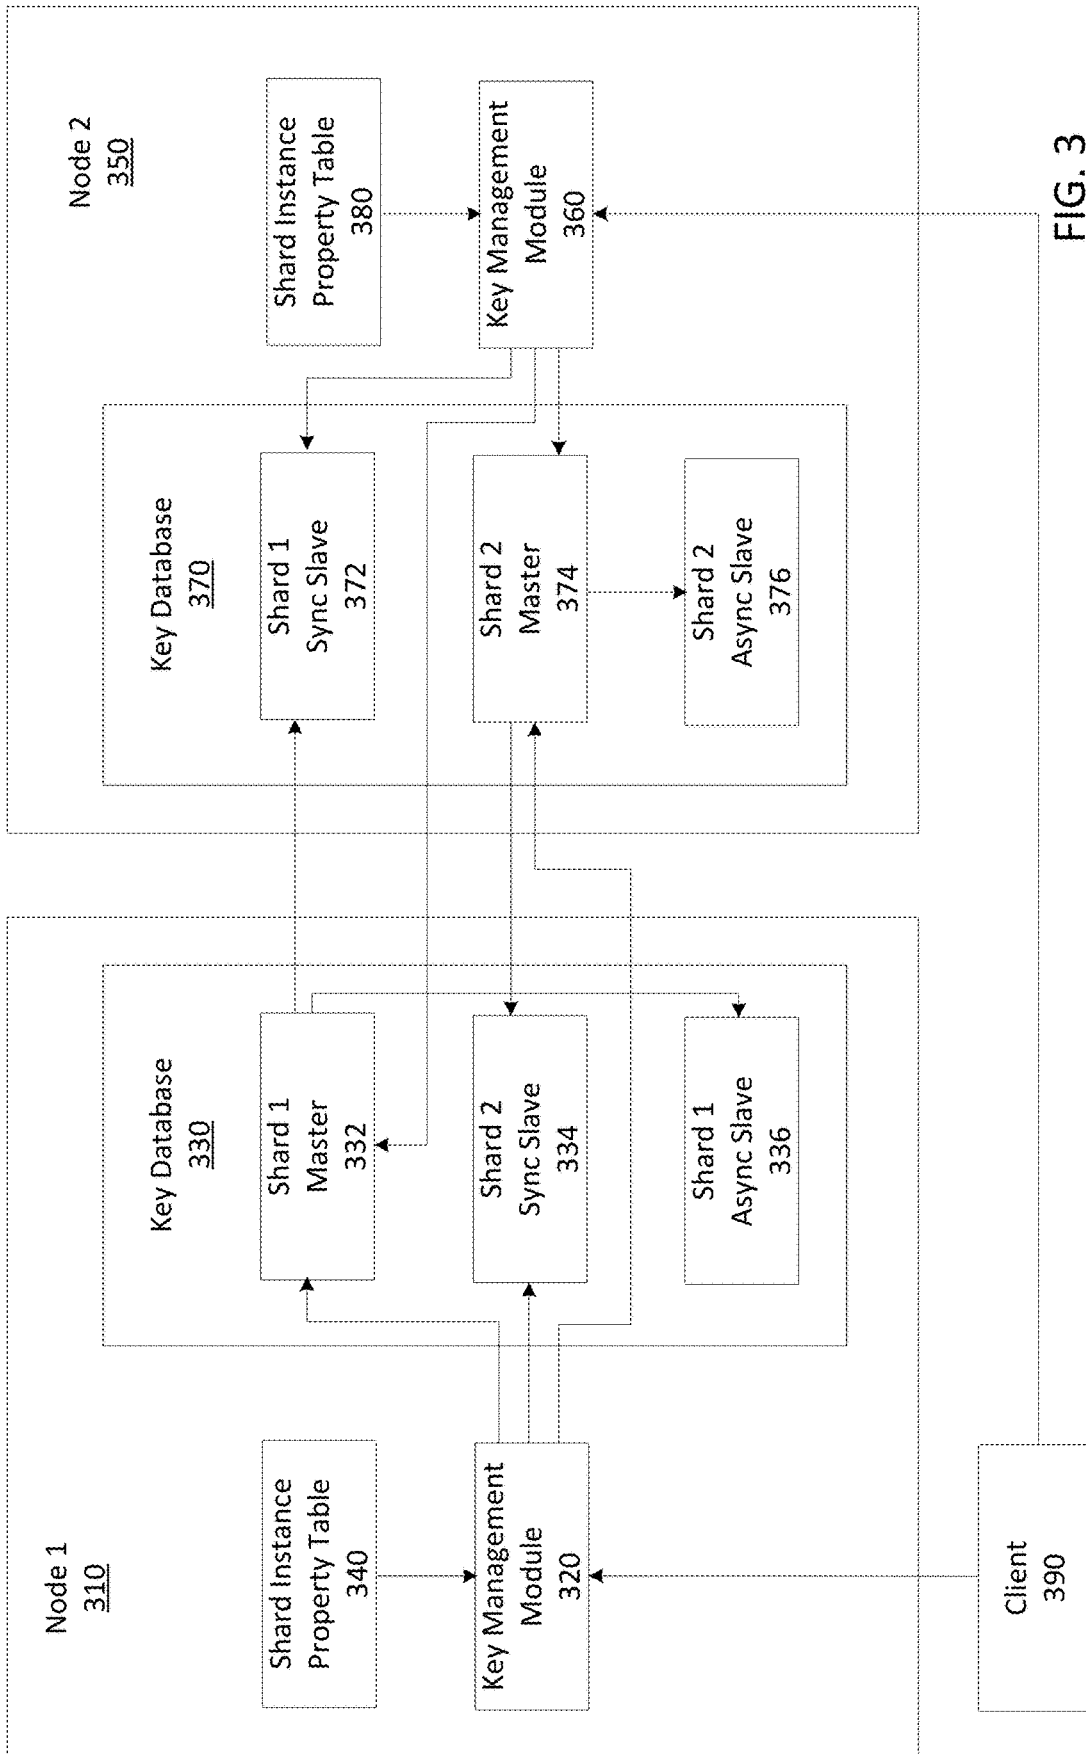 Node 1
310
Shard Instance
Property Table
340
Key Management
Module
320
Key Database
330
Shard 1
Master
332
Shard 2
Sync Slave
334
Shard 1
Async Slave
336
Node 2
350
Key Database
370
Shard 1
Sync Slave
372
Shard 2
Master
374
Shard 2
Async Slave
376
Shard Instance
Property Table
380
Key Management
Module
360
Client
390
FIG. 3